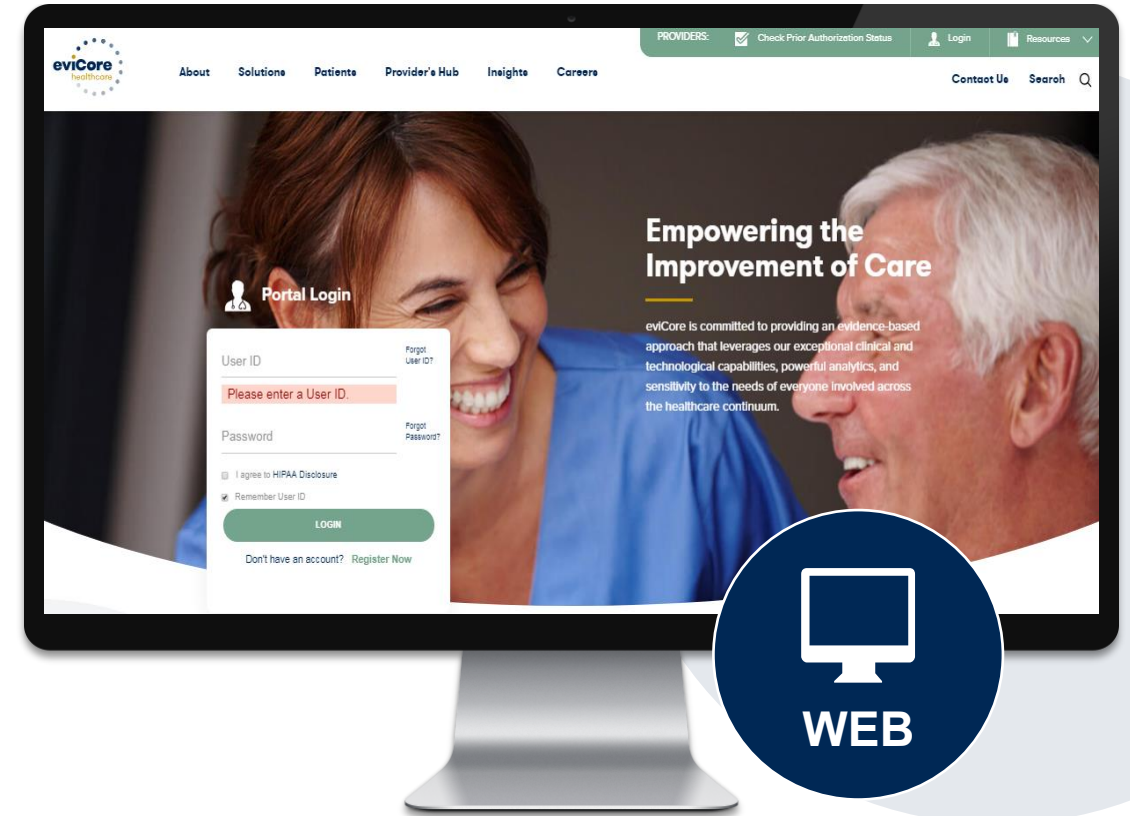 PROVIDERS: Check Prior Authorization Status Login Resources
eviCore
healthcare
About Solutions Patients Provider's Hub Insights Careers
Contact Us Search
Empowering the
Improvement of Care
eviCore is committed to providing an evidence-based
approach that leverages our exceptional clinical and
technological capabilities, powerful analytics, and
sensitivity to the needs of everyone involved across
the healthcare continuum.
Portal Login
User ID
Forgot
User ID?
Please enter a User ID.
Password
Forgot
Password?
I agree to HIPAA Disclosure
Remember User ID
LOGIN
Don't have an account? Register Now
WEB